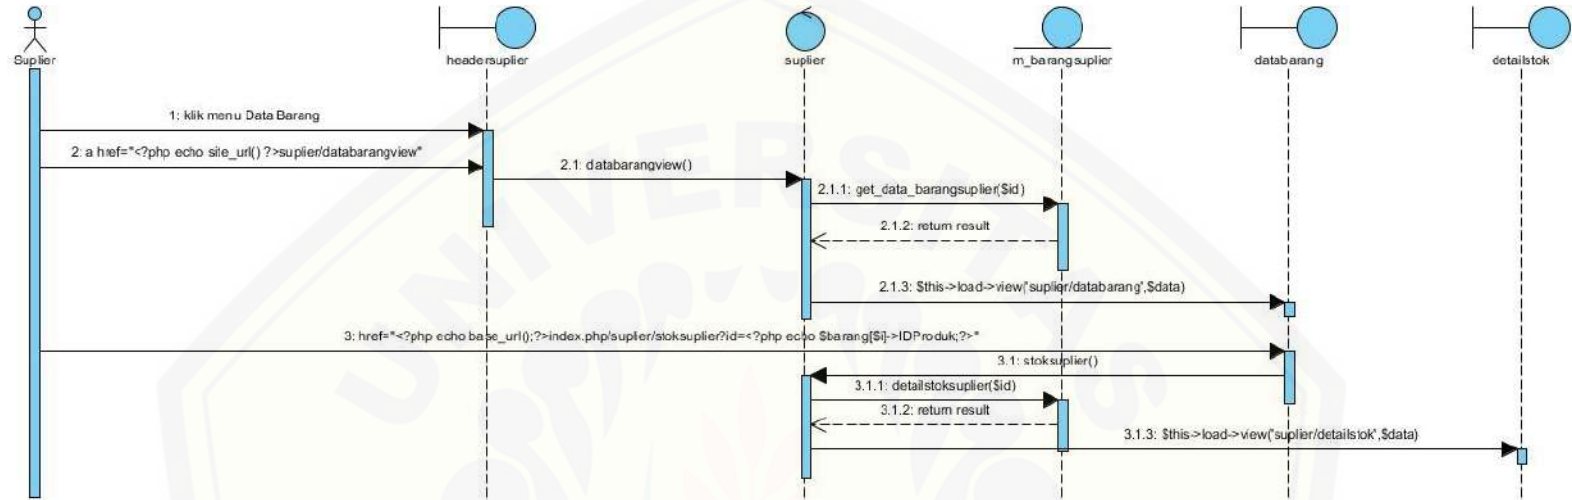 Suplier
headersuplier
suplier
m_barangsuplier
databarang
detailstok
1: klik menu Data Barang
2: a href="<?php echo site_url() ?>suplier/databarangview"
2.1: databarangview()
2.1.1: get_data_barangsuplier($id)
2.1.2: return result
2.1.3: $this->load->view('suplier/databarang',$data)
3: href="<?php echo base_url();?>index.php/suplier/stoksuplier?id=<?php echo $barang[$i]->IDProduk;?>"
3.1: stoksuplier()
3.1.1: detailstoksuplier($id)
3.1.2: return result
3.1.3: $this->load->view('suplier/detailstok',$data)
UNIVERSITAS